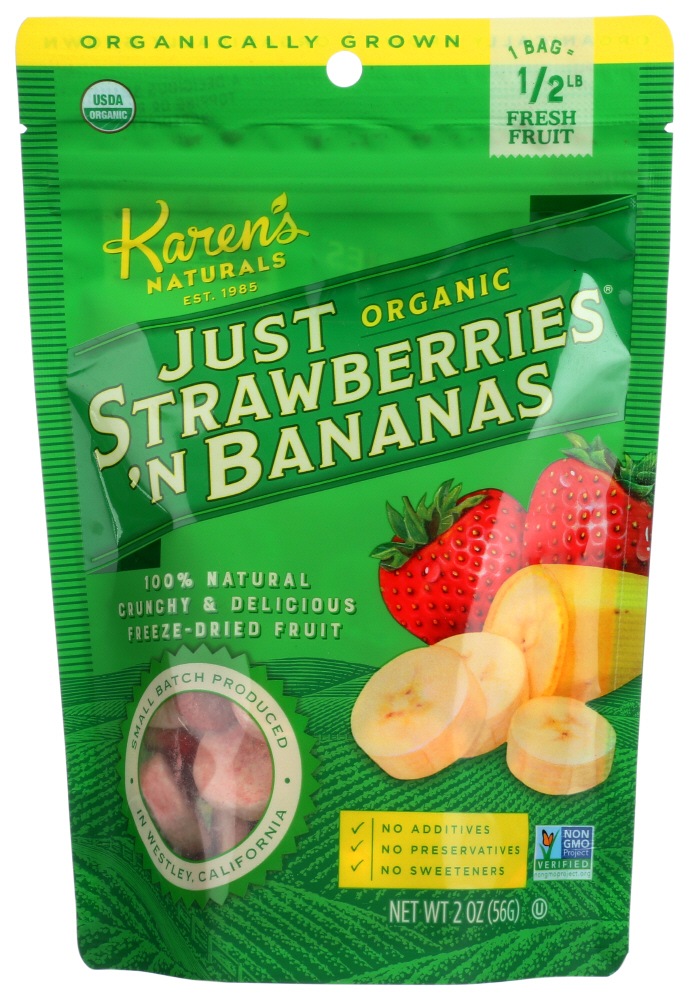 ORGANICALLY GROWN
1 BAG =
1/2 LB
FRESH
FRUIT
USDA
ORGANIC
Karen's
NATURALS
EST. 1985
JUST ORGANIC
STRAWBERRIES®
'N BANANAS
100% NATURAL
CRUNCHY & DELICIOUS
FREEZE-DRIED FRUIT
SMALL BATCH PRODUCED
• IN WESTLEY, CALIFORNIA •
✓ NO ADDITIVES
✓ NO PRESERVATIVES
✓ NO SWEETENERS
NON
GMO
Project
VERIFIED
nongmoproject.org
NET WT 2 OZ (56G) U